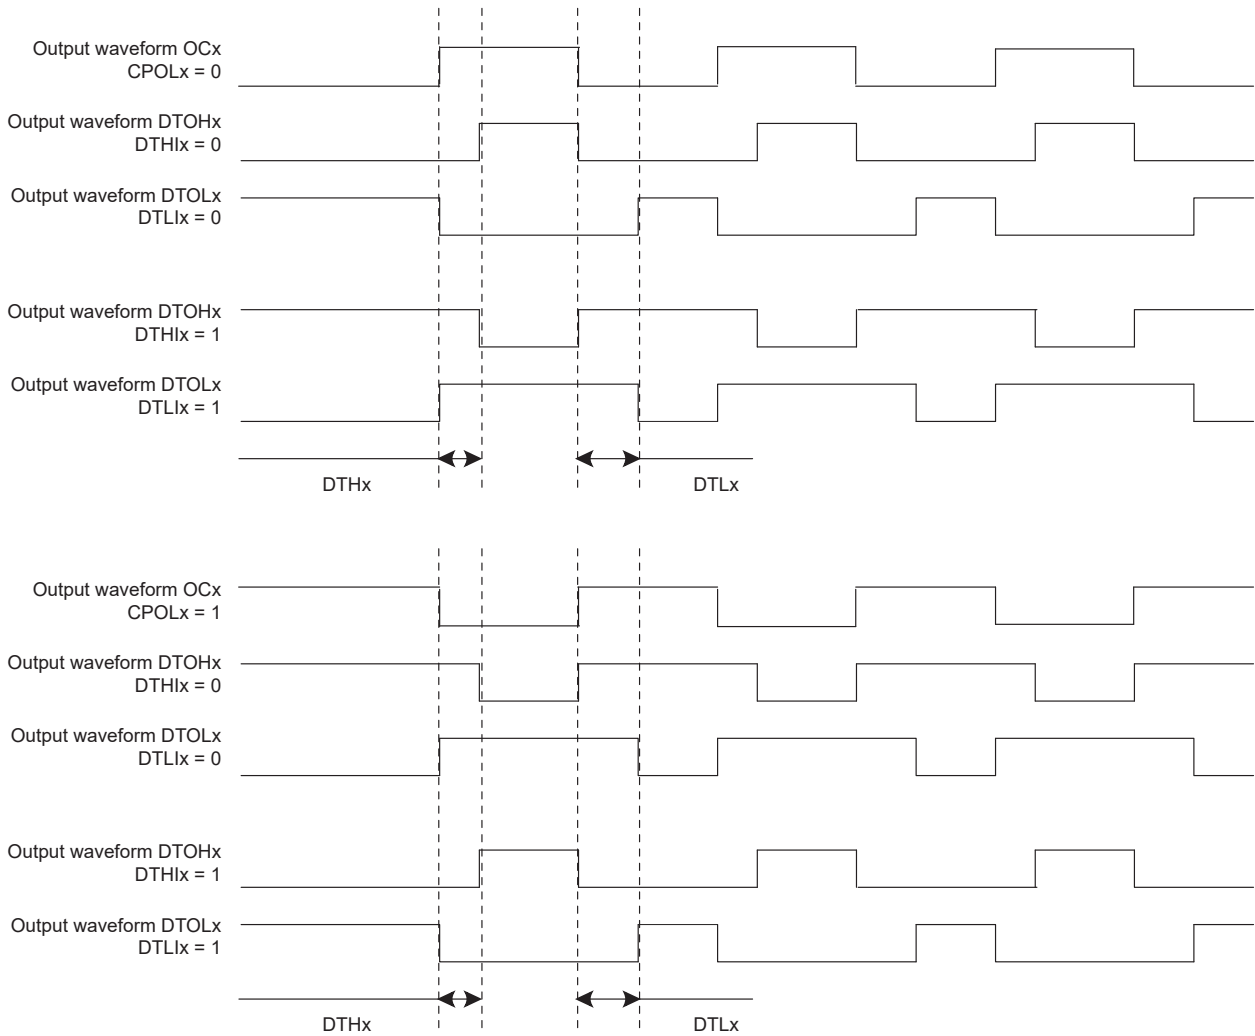 Output waveform OCx
CPOLx = 0
Output waveform DTOHx
DTHIx = 0
Output waveform DTOLx
DTLIx = 0
Output waveform DTOHx
DTHIx = 1
Output waveform DTOLx
DTLIx = 1
DTHx
DTLx
Output waveform OCx
CPOLx = 1
Output waveform DTOHx
DTHIx = 0
Output waveform DTOLx
DTLIx = 0
Output waveform DTOHx
DTHIx = 1
Output waveform DTOLx
DTLIx = 1
DTHx
DTLx